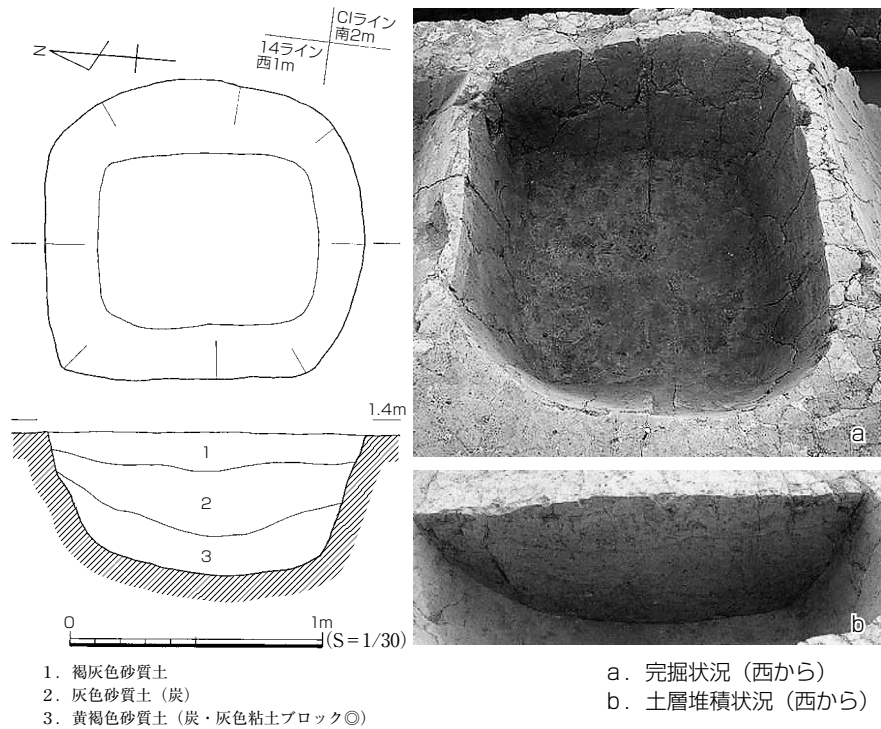 CIライン
南2m
14ライン
西1m
N
a
1.4m
1
2
3
b
0
1m
(S=1/30)
1．褐灰色砂質土
2．灰色砂質土（炭）
3．黄褐色砂質土（炭・灰色粘土ブロック◎）
a．完掘状況（西から）
b．土層堆積状況（西から）